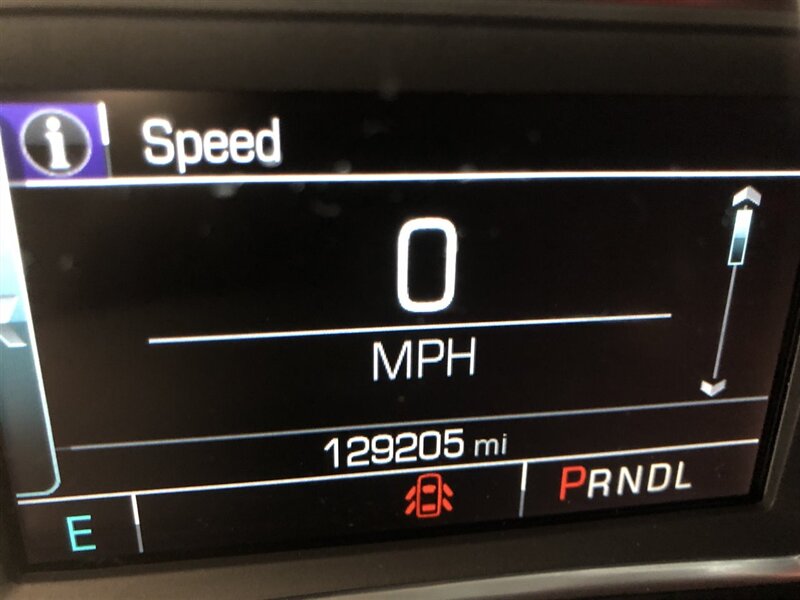 i Speed
0
MPH
129205 mi
E PRNDL